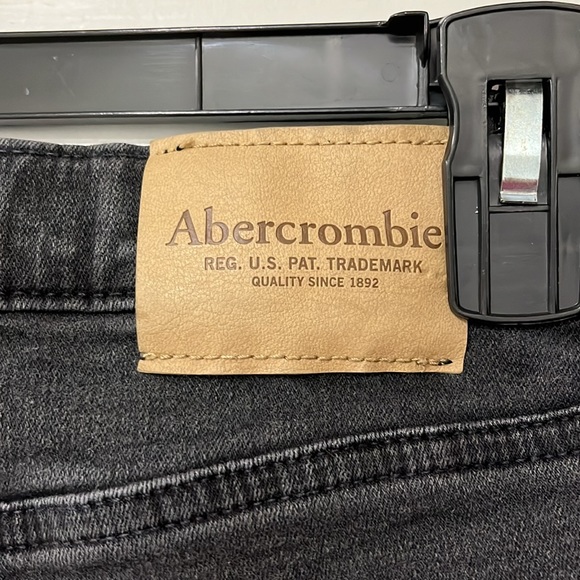 Abercrombie
REG. U.S. PAT. TRADEMARK
QUALITY SINCE 1892